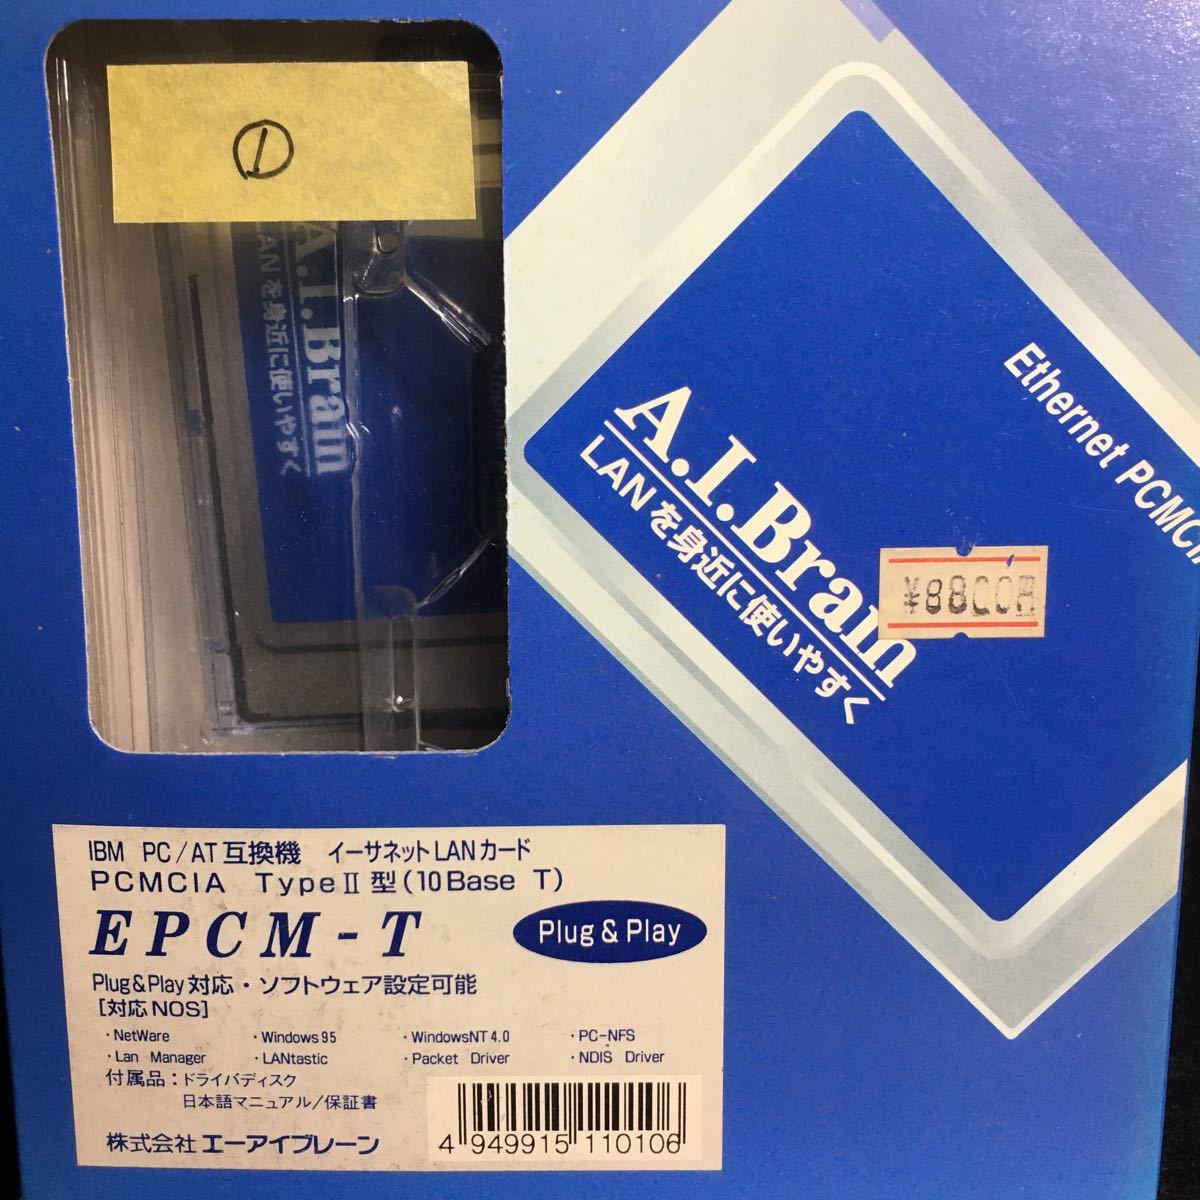 ①
A.I.Brain
LANを身近に使いやすく
Ethernet PCMCIA
A.I.Brain
LANを身近に使いやすく
¥8800円
IBM PC/AT互換機 イーサネットLANカード
PCMCIA TypeⅡ型(10Base T)
EPCM-T
Plug & Play
Plug&Play対応・ソフトウェア設定可能
[対応NOS]
・NetWare ・Windows95 ・WindowsNT4.0 ・PC-NFS
・Lan Manager ・LANtastic ・Packet Driver ・NDIS Driver
付属品：ドライバディスク
日本語マニュアル/保証書
株式会社エーアイブレーン
4 949915 110106